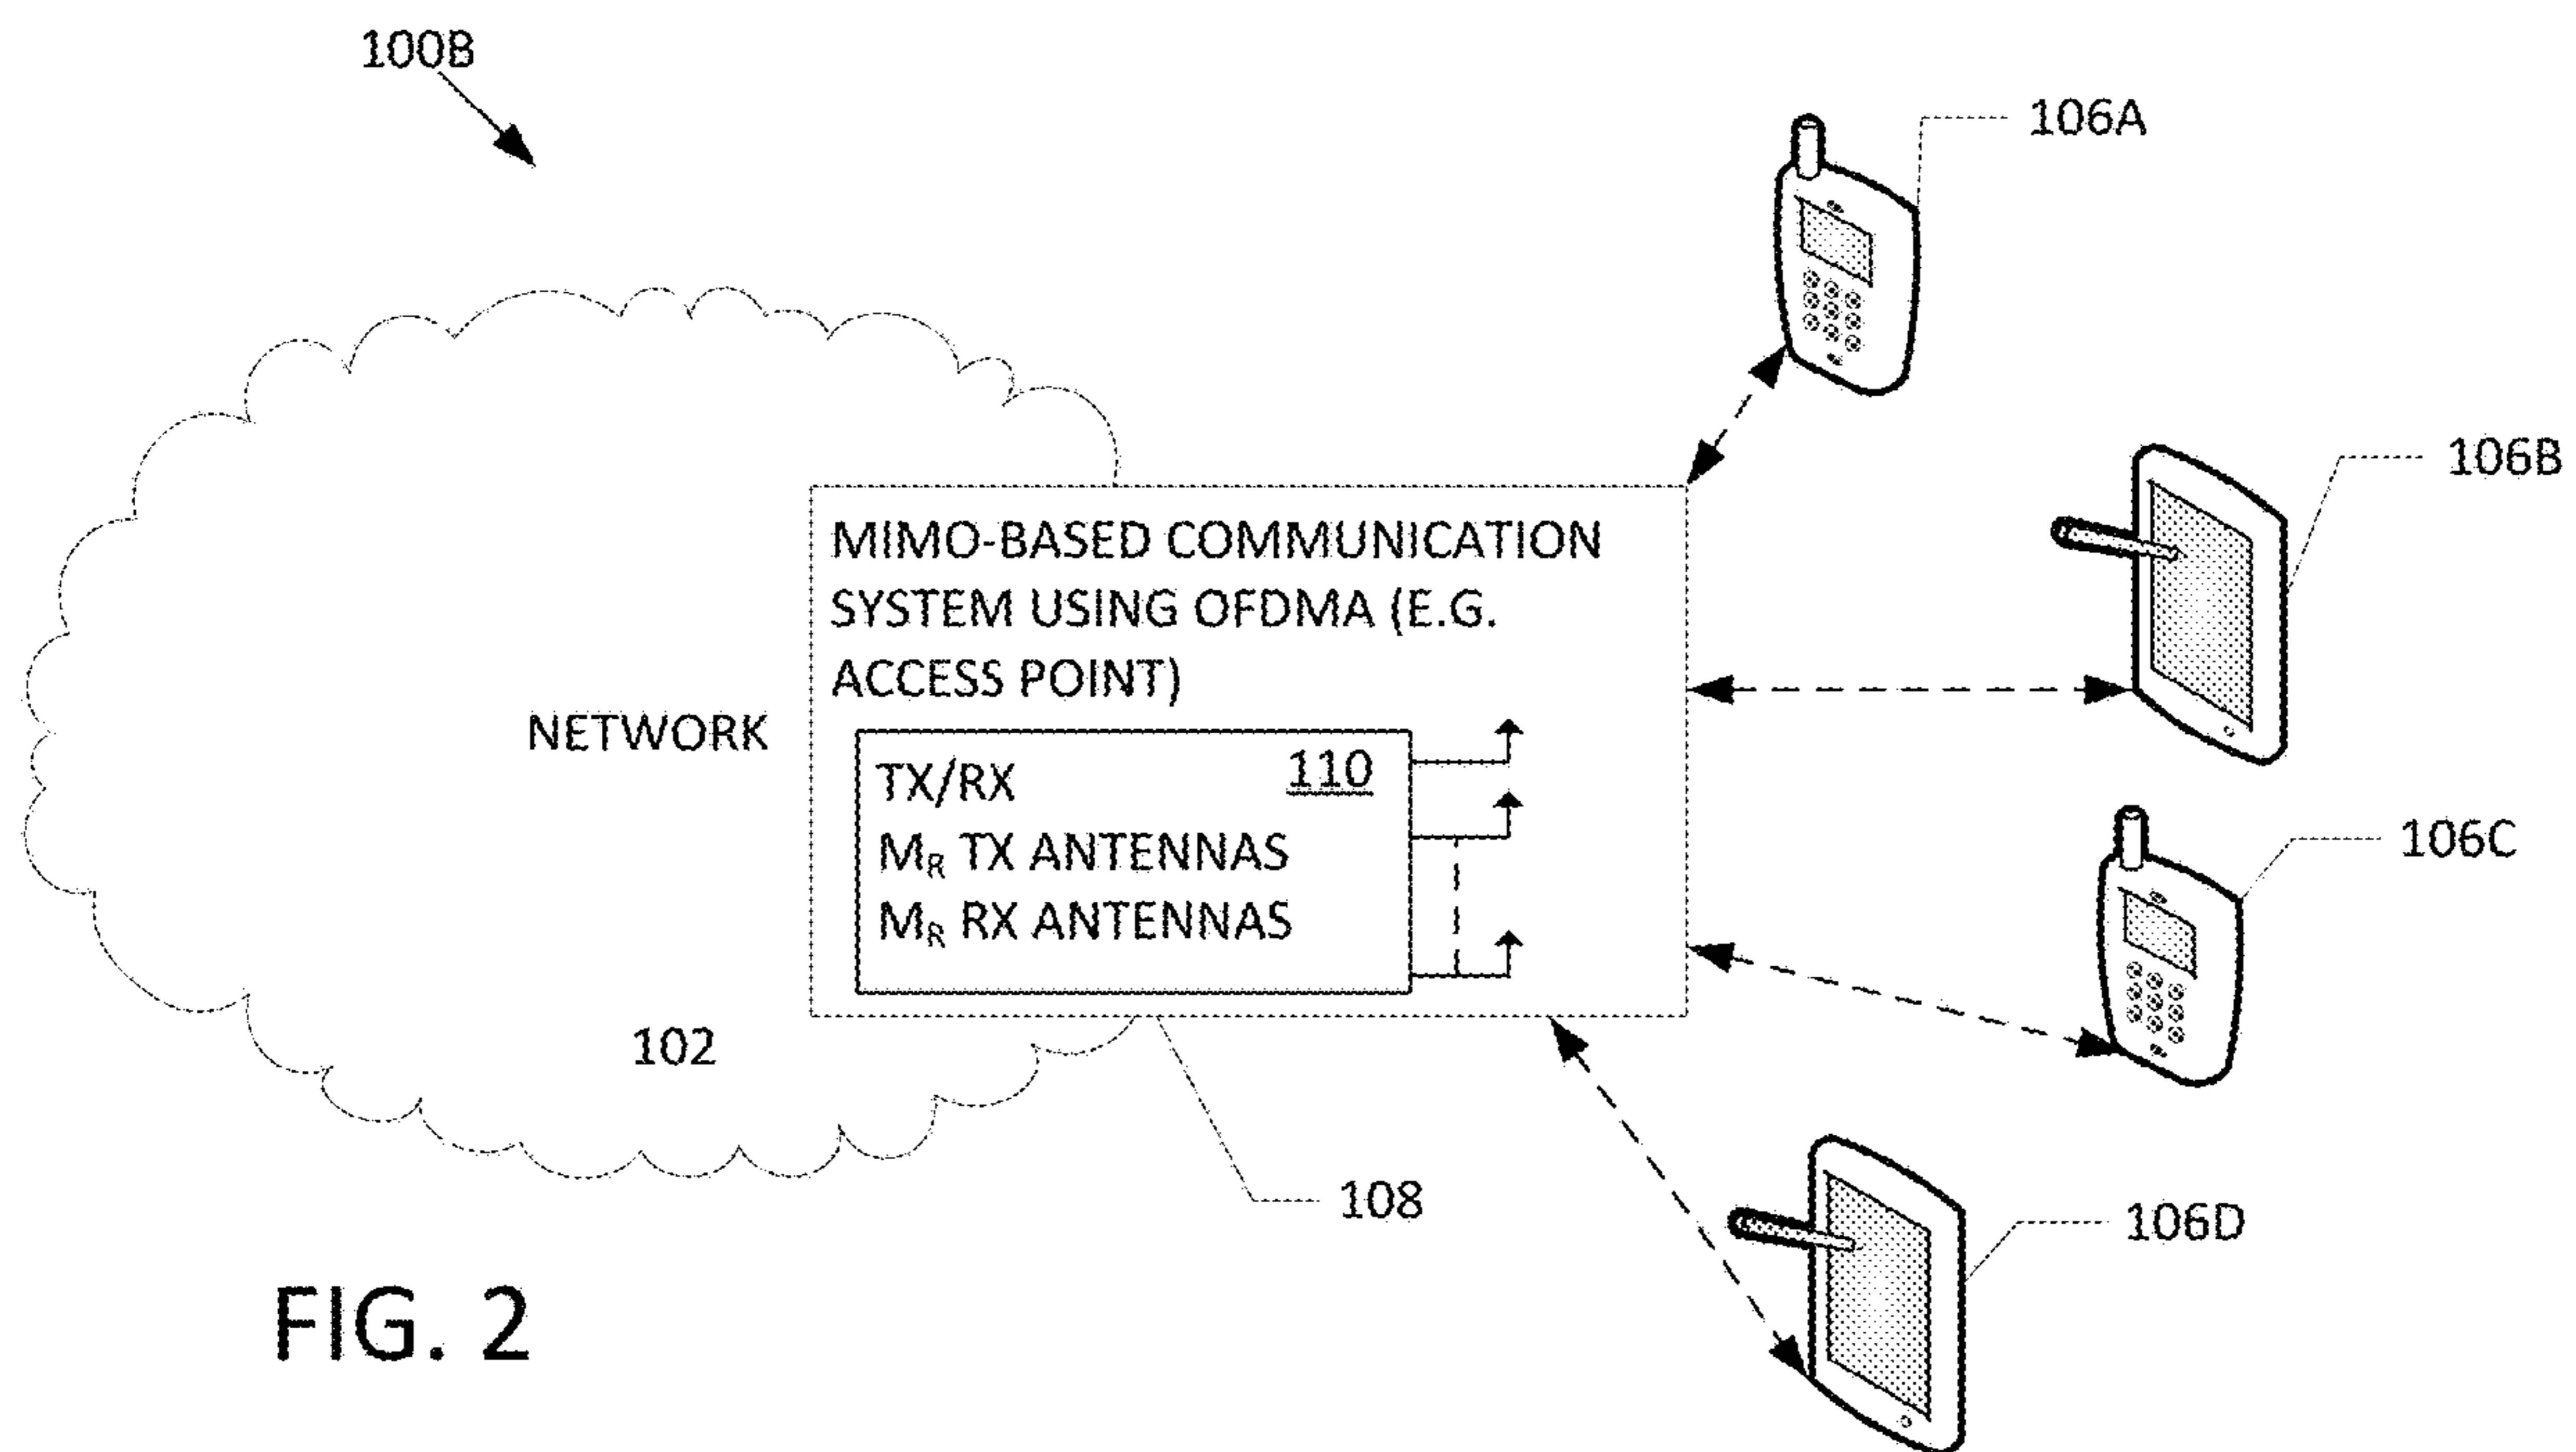 100B
106A
106B
MIMO-BASED COMMUNICATION
SYSTEM USING OFDMA (E.G.
ACCESS POINT)
NETWORK
TX/RX 110
MR TX ANTENNAS
MR RX ANTENNAS
106C
102
108
106D
FIG. 2